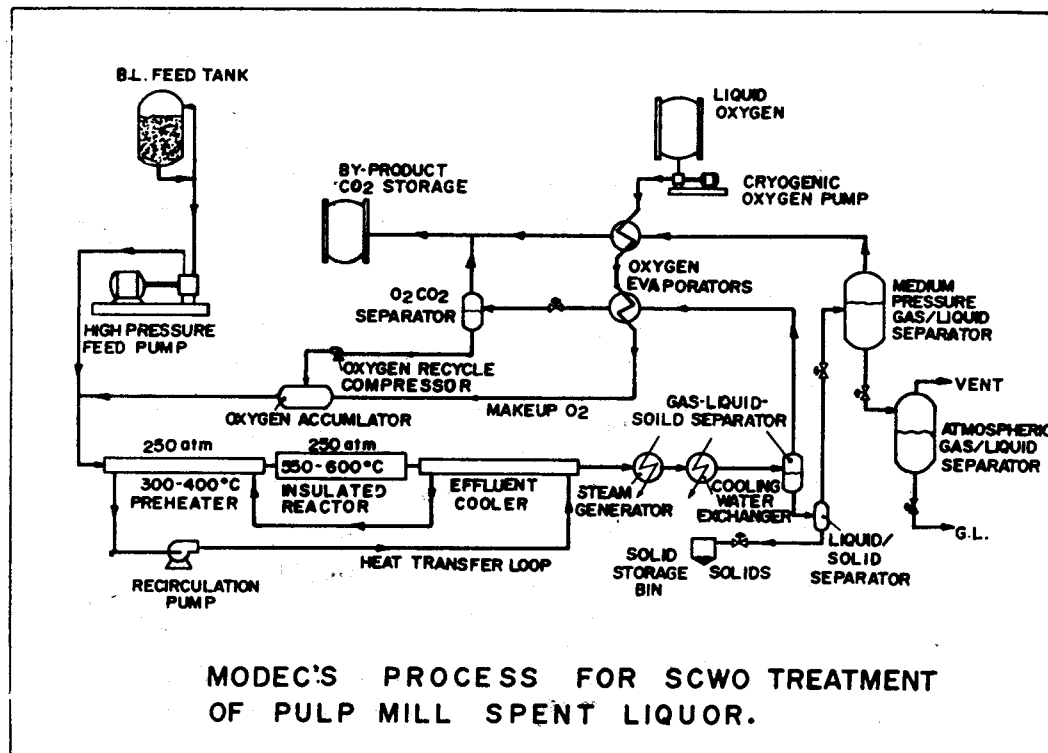 B.L. FEED TANK
LIQUID
OXYGEN
BY-PRODUCT
CO2 STORAGE
CRYOGENIC
OXYGEN PUMP
OXYGEN
EVAPORATORS
O2 CO2
SEPARATOR
MEDIUM
PRESSURE
GAS/LIQUID
SEPARATOR
HIGH PRESSURE
FEED PUMP
OXYGEN RECYCLE
COMPRESSOR
OXYGEN ACCUMLATOR
MAKEUP O2
GAS-LIQUID-
SOILD SEPARATOR
VENT
ATMOSPHERIC
GAS/LIQUID
SEPARATOR
250 atm
250 atm
300-400°C
PREHEATER
550-600°C
INSULATED
REACTOR
EFFLUENT
COOLER
STEAM
GENERATOR
COOLING
WATER
EXCHANGER
G.L.
LIQUID/
SOLID
SEPARATOR
SOLID
STORAGE
BIN
SOLIDS
HEAT TRANSFER LOOP
RECIRCULATION
PUMP
MODEC'S PROCESS FOR SCWO TREATMENT
OF PULP MILL SPENT LIQUOR.